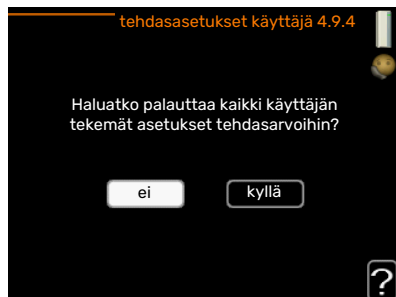 tehdasasetukset käyttäjä 4.9.4
Haluatko palauttaa kaikki käyttäjän
tekemät asetukset tehdasarvoihin?
ei
kyllä
?